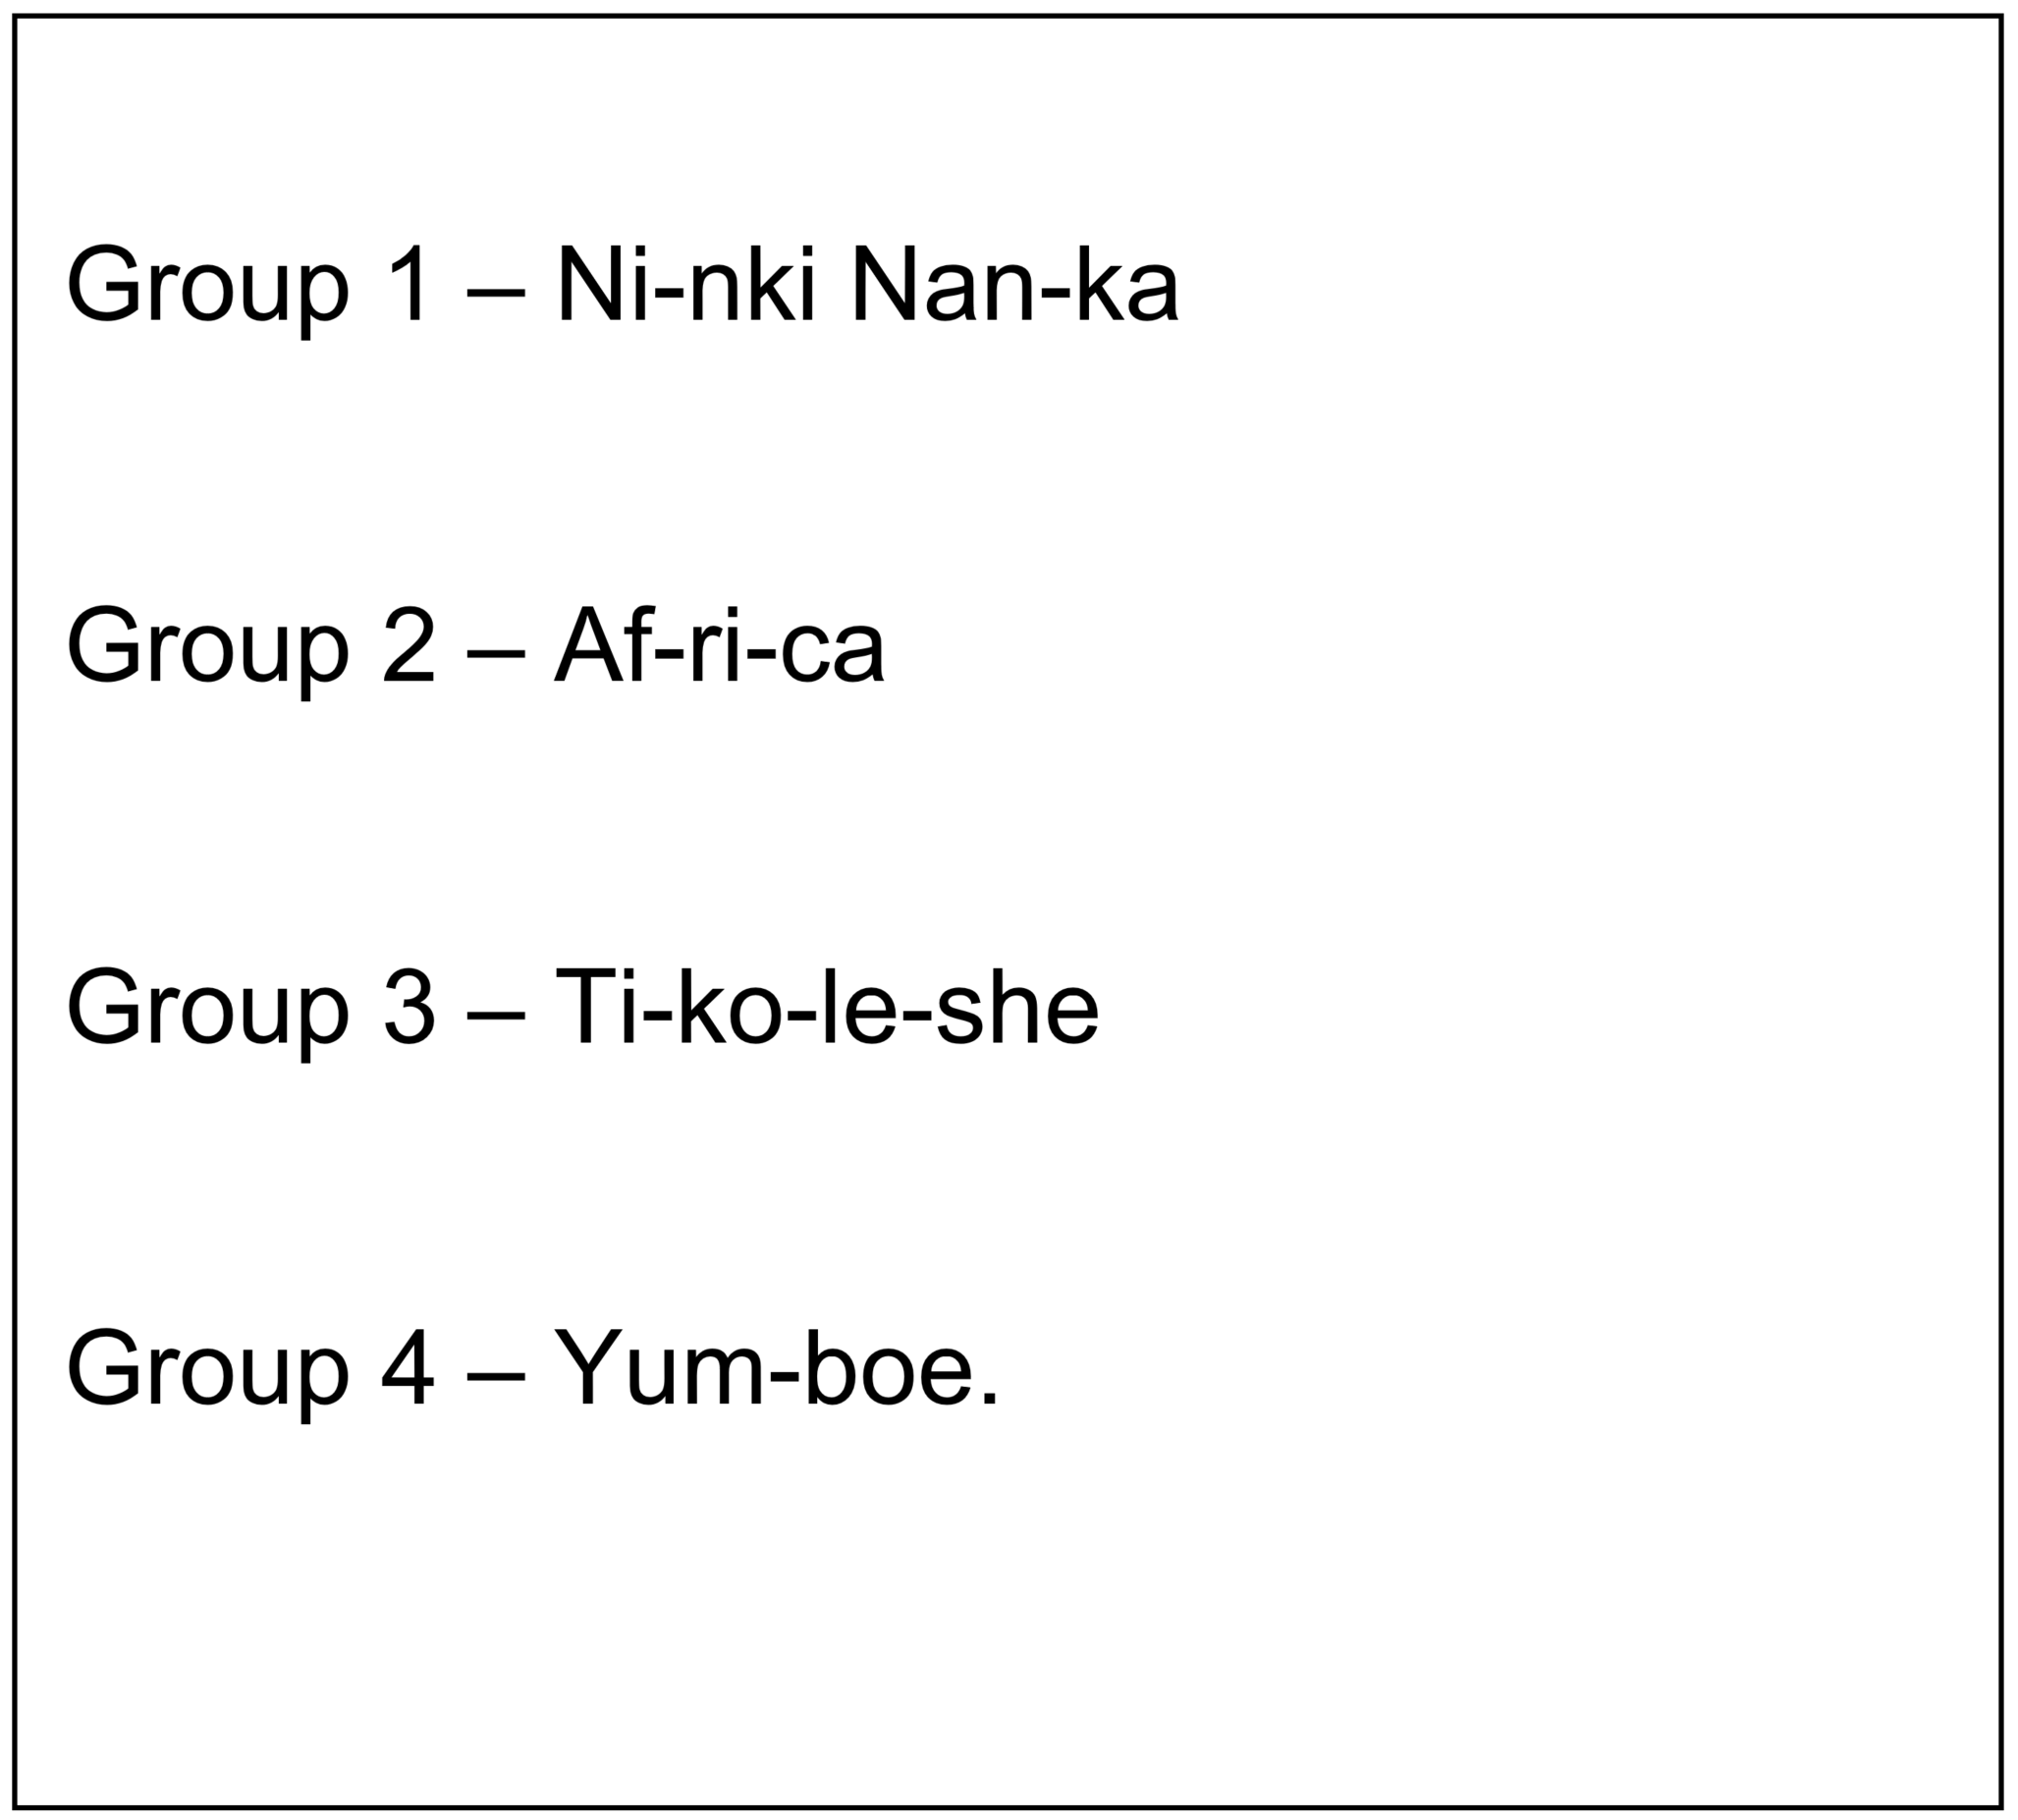 Group 1 – Ni-nki Nan-ka
Group 2 – Af-ri-ca
Group 3 – Ti-ko-le-she
Group 4 – Yum-boe.